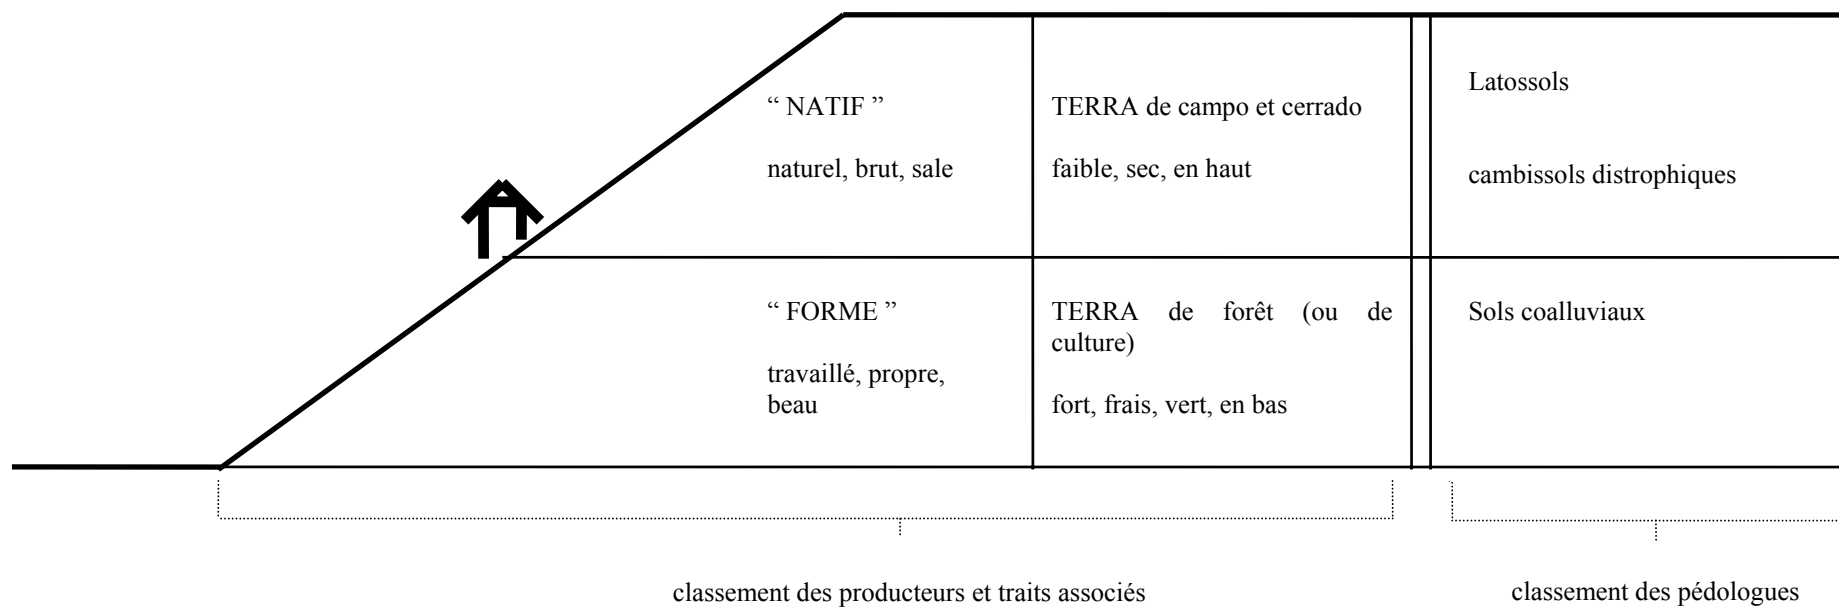 “ NATIF ”
naturel, brut, sale
TERRA de campo et cerrado
faible, sec, en haut
Latossols
cambissols distrophiques
“ FORME ”
travaillé, propre,
beau
TERRA de forêt (ou de
culture)
fort, frais, vert, en bas
Sols coalluviaux
classement des producteurs et traits associés
classement des pédologues